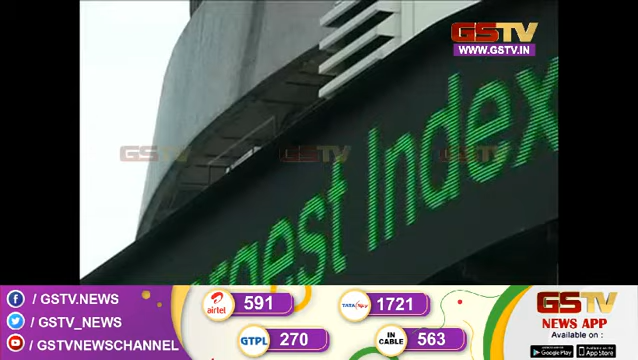 GSTV
WWW.GSTV.IN
GSTV GSTV GSTV
rgest Index
/ GSTV.NEWS
/ GSTV_NEWS
/ GSTVNEWSCHANNEL
airtel 591
TATA sky 1721
GTPL 270
IN CABLE 563
GSTV
NEWS APP
Available on :
Google Play
App Store